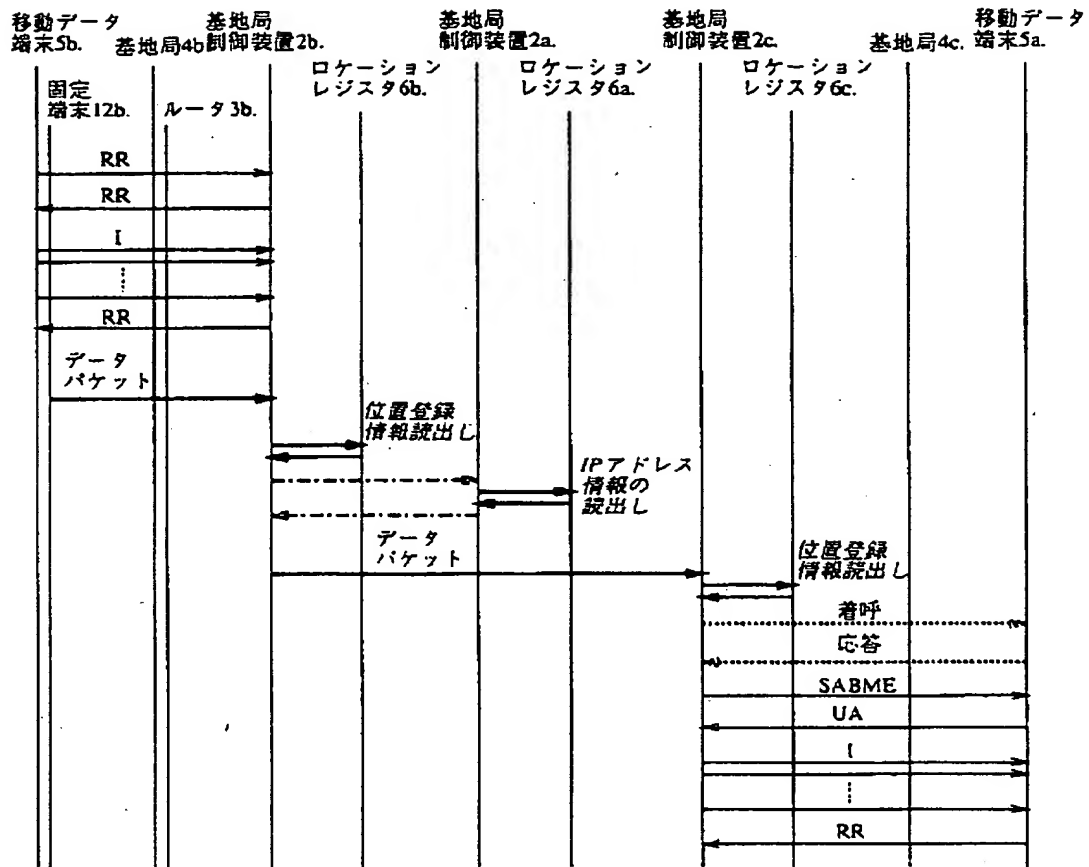 移動データ
端末5b.
基地局4b
基地局
制御装置2b.
基地局
制御装置2a.
基地局
制御装置2c.
基地局4c.
移動データ
端末5a.
固定
端末12b.
ルータ3b.
ロケーション
レジスタ6b.
ロケーション
レジスタ6a.
ロケーション
レジスタ6c.
RR
RR
I
RR
データ
パケット
位置登録
情報読出し
IPアドレス
情報の
読出し
データ
パケット
位置登録
情報読出し
着呼
応答
SABME
UA
I
RR